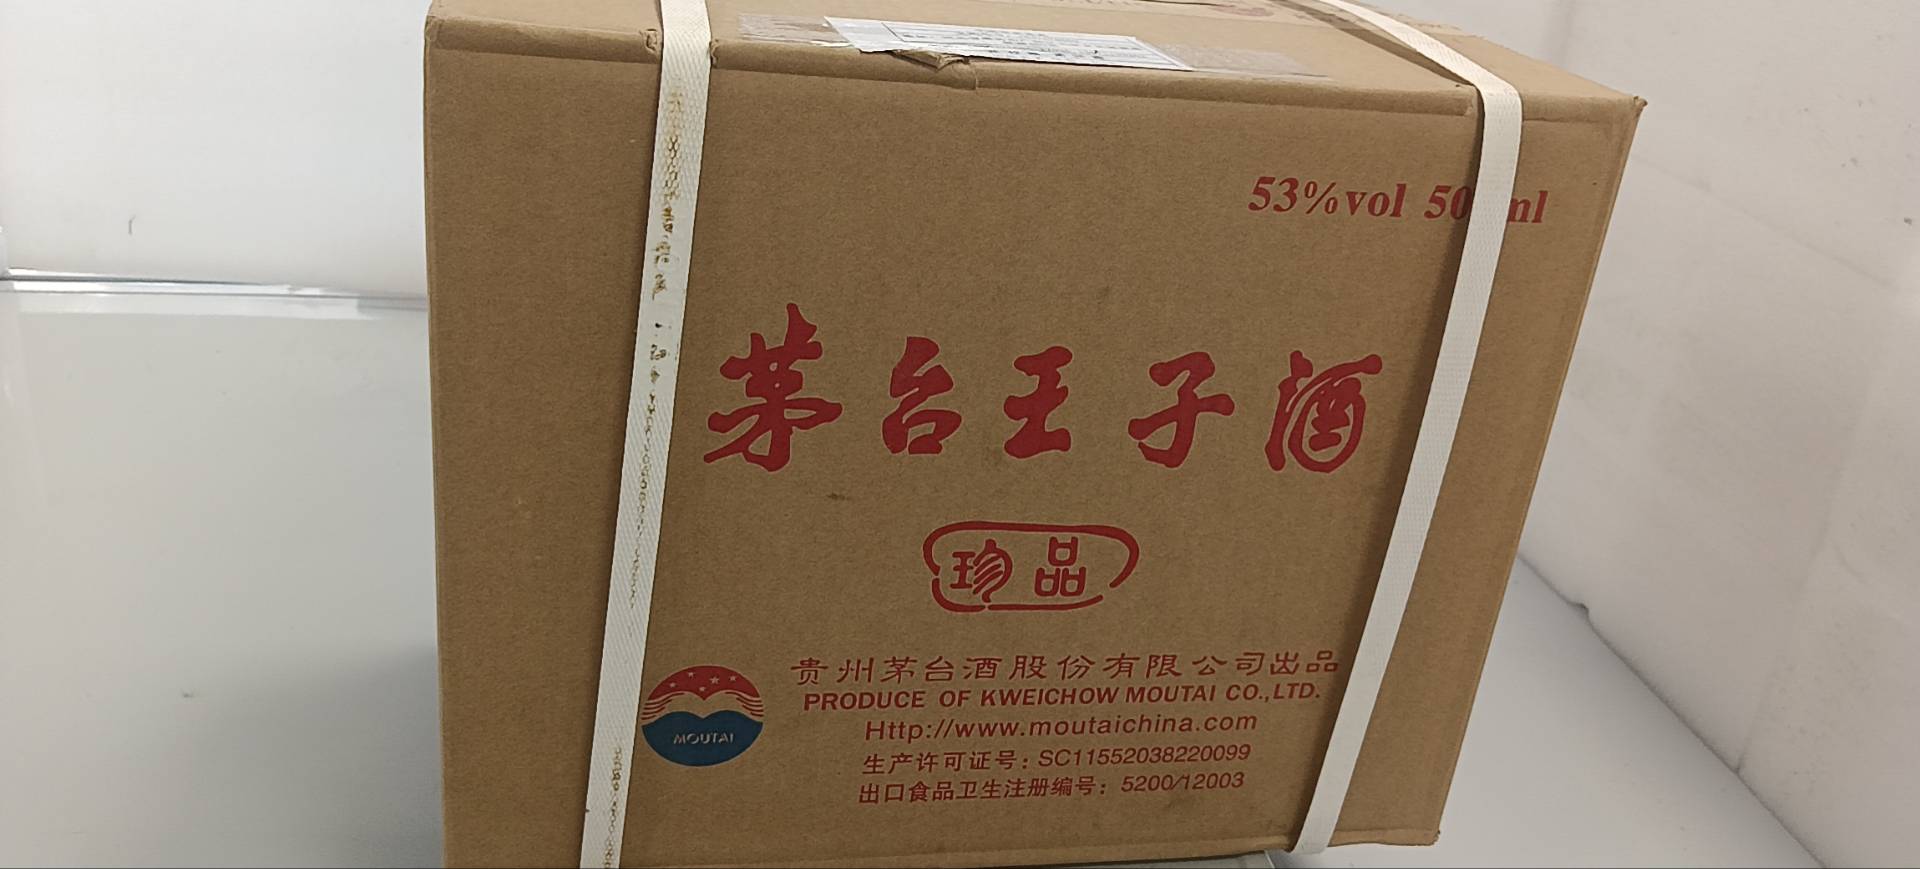 53%vol 50 ml
茅台王子酒
珍品
贵州茅台酒股份有限公司出品
PRODUCE OF KWEICHOW MOUTAI CO.,LTD.
Http://www.moutaichina.com
MOUTAI
生产许可证号：SC11552038220099
出口食品卫生注册编号：5200/12003